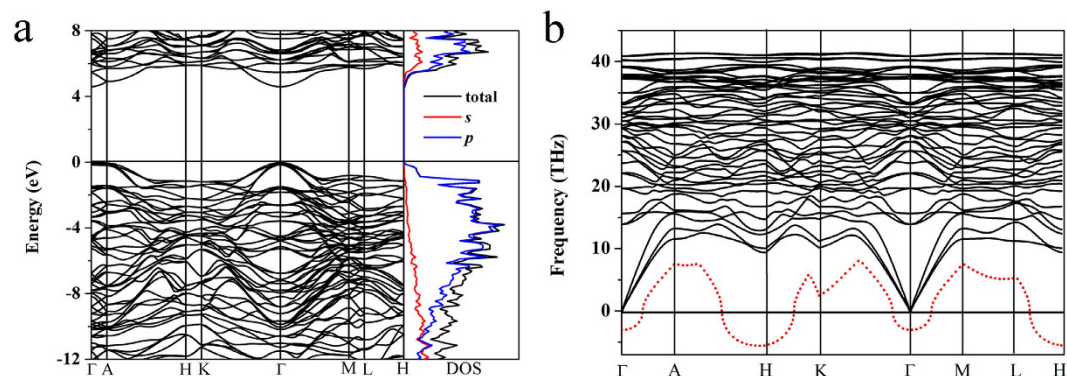 a
Energy (eV)
8
4
0
-4
-8
-12
Γ A H K Γ M L H DOS
total
s
p
b
Frequency (THz)
40
30
20
10
0
Γ A H K Γ M L H